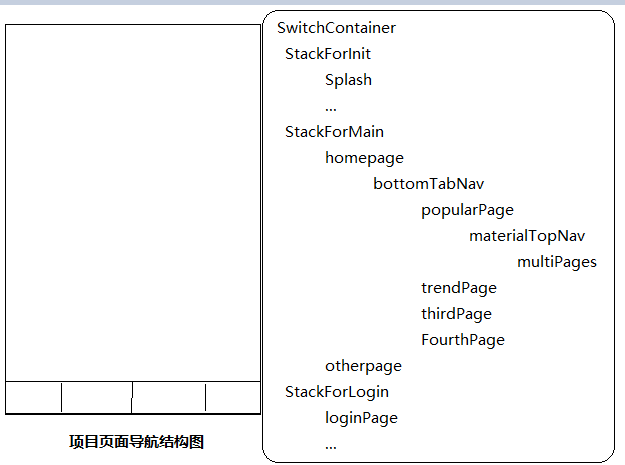 SwitchContainer
StackForInit
Splash
...
StackForMain
homepage
bottomTabNav
popularPage
materialTopNav
multiPages
trendPage
thirdPage
FourthPage
otherpage
StackForLogin
loginPage
...
项目页面导航结构图